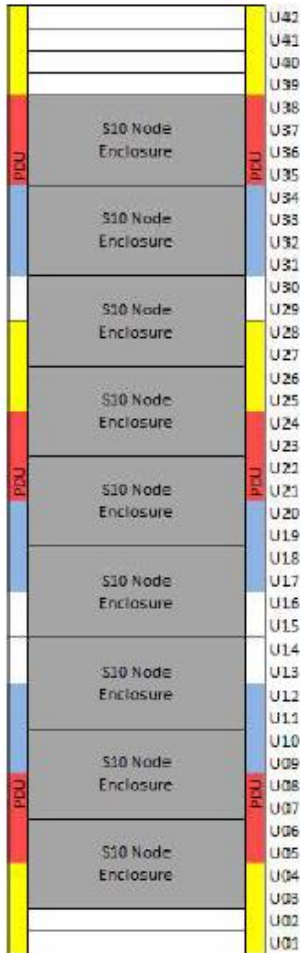 U42
U41
U40
U39
U38
S10 Node
U37
Enclosure
PDU
PDU
U36
U35
U34
S10 Node
U33
Enclosure
U32
U31
U30
S10 Node
U29
Enclosure
U28
U27
U26
S10 Node
U25
Enclosure
U24
U23
PDU
PDU
U22
S10 Node
U21
Enclosure
U20
U19
U18
S10 Node
U17
Enclosure
U16
U15
U14
S10 Node
U13
Enclosure
U12
U11
U10
S10 Node
U09
Enclosure
PDU
PDU
U08
U07
U06
S10 Node
U05
Enclosure
U04
U03
U02
U01